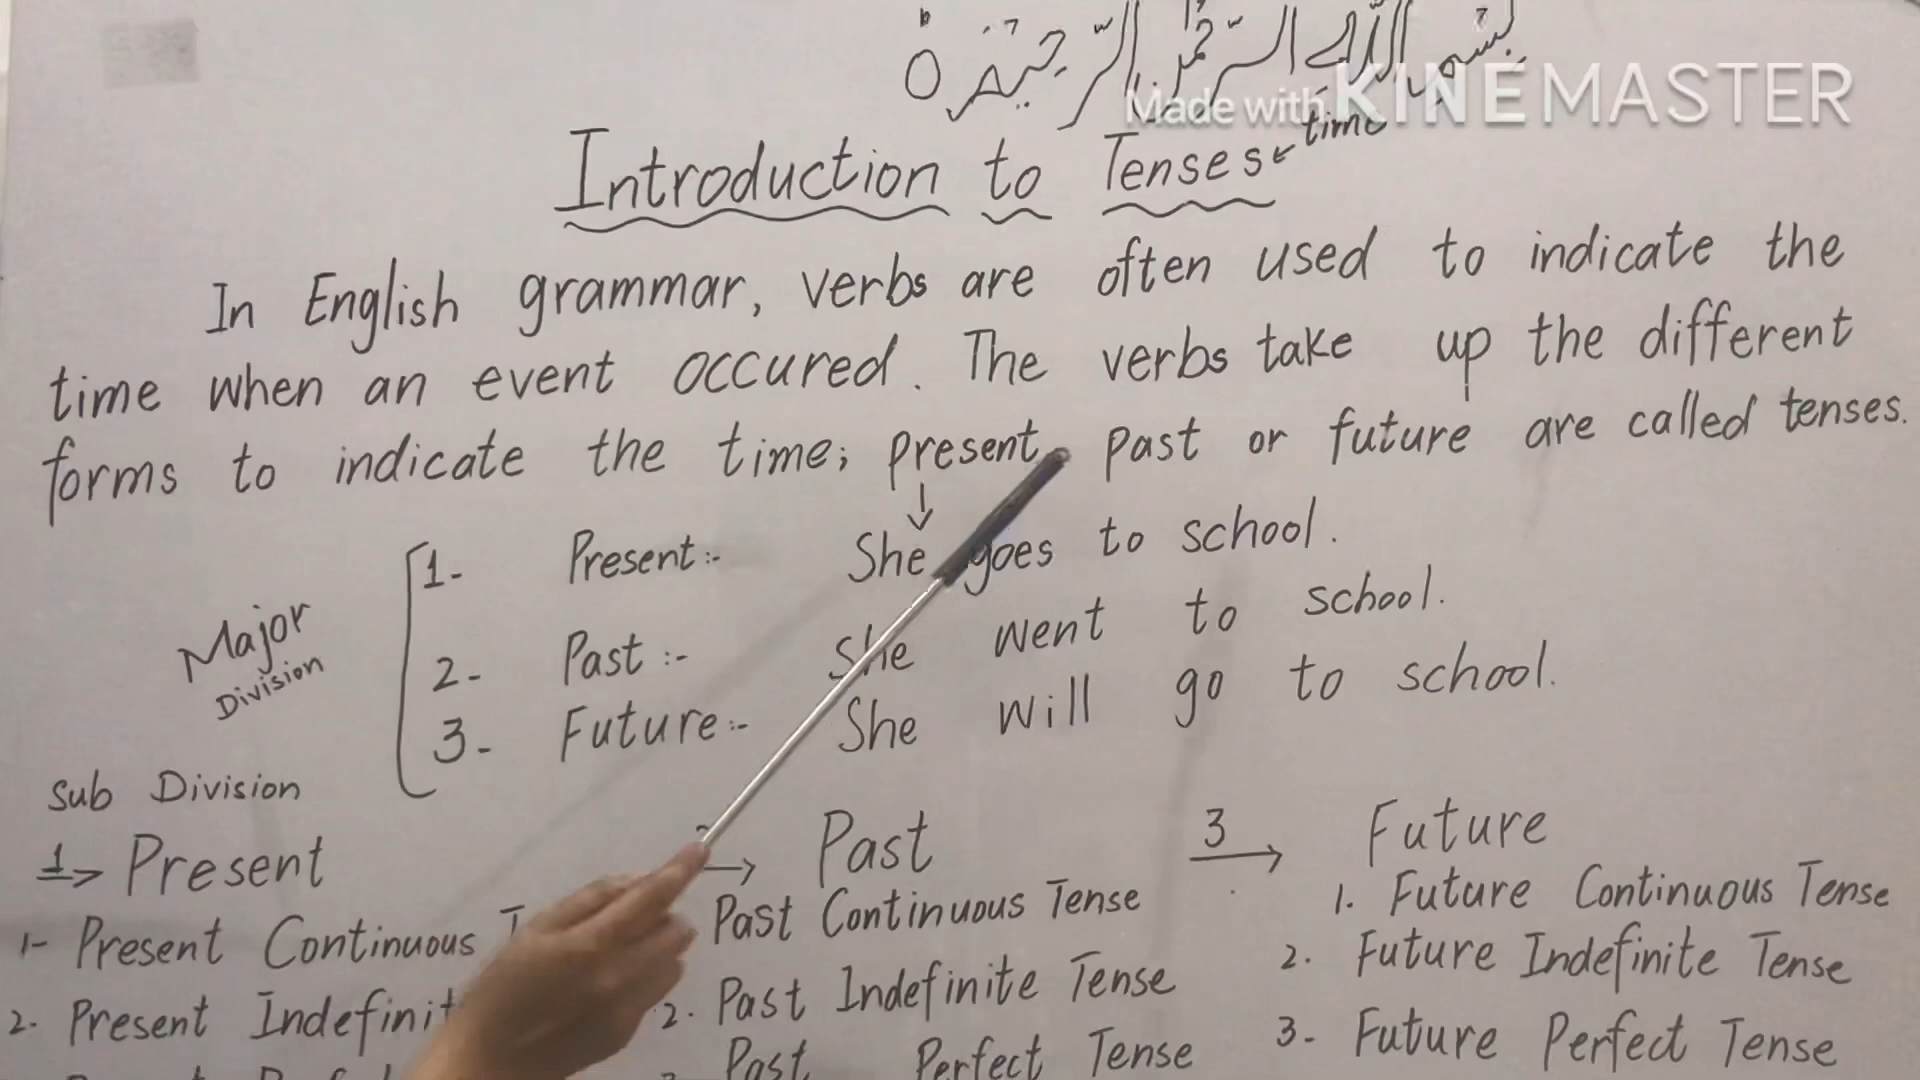 بسم الله الرحمن الرحيم
Made with KINEMASTER
time
Introduction to Tenses
In English grammar, verbs are often used to indicate the
time when an event occured. The verbs take up the different
forms to indicate the time; present, past or future are called tenses.
Major Division
1- Present:- She goes to school.
2- Past:- She went to school.
3- Future:- She will go to school.
Sub Division
1 Present
1- Present Continuous
2. Present
Past
Past Continuous Tense
2. Past Indefinite Tense
Past Perfect Tense
3 Future
1. Future Continuous Tense
2. Future Indefinite Tense
3- Future Perfect Tense